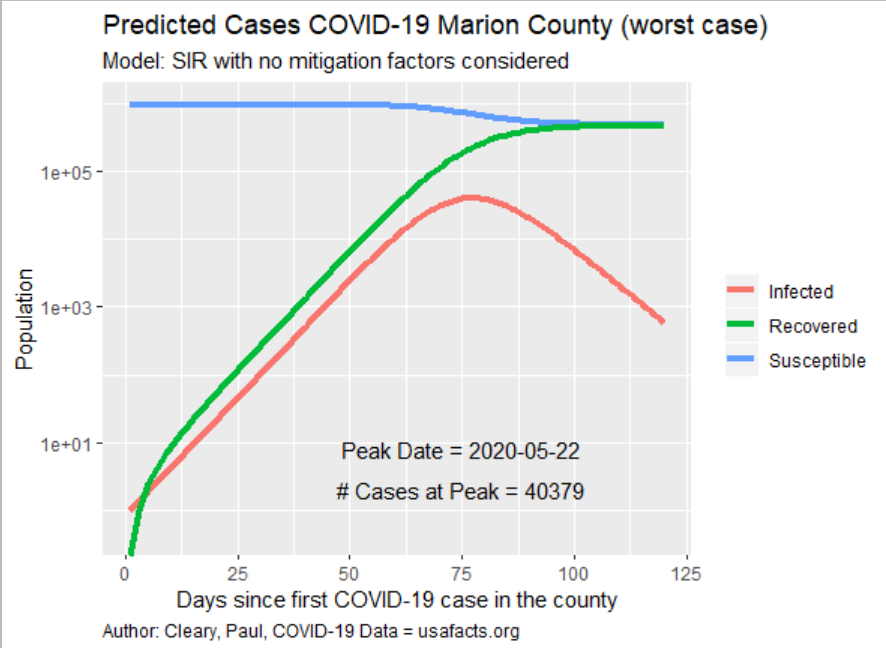 Predicted Cases COVID-19 Marion County (worst case)
Model: SIR with no mitigation factors considered
1e+05
1e+03
1e+01
Population
Peak Date = 2020-05-22
# Cases at Peak = 40379
0 25 50 75 100 125
Days since first COVID-19 case in the county
Infected
Recovered
Susceptible
Author: Cleary, Paul, COVID-19 Data = usafacts.org